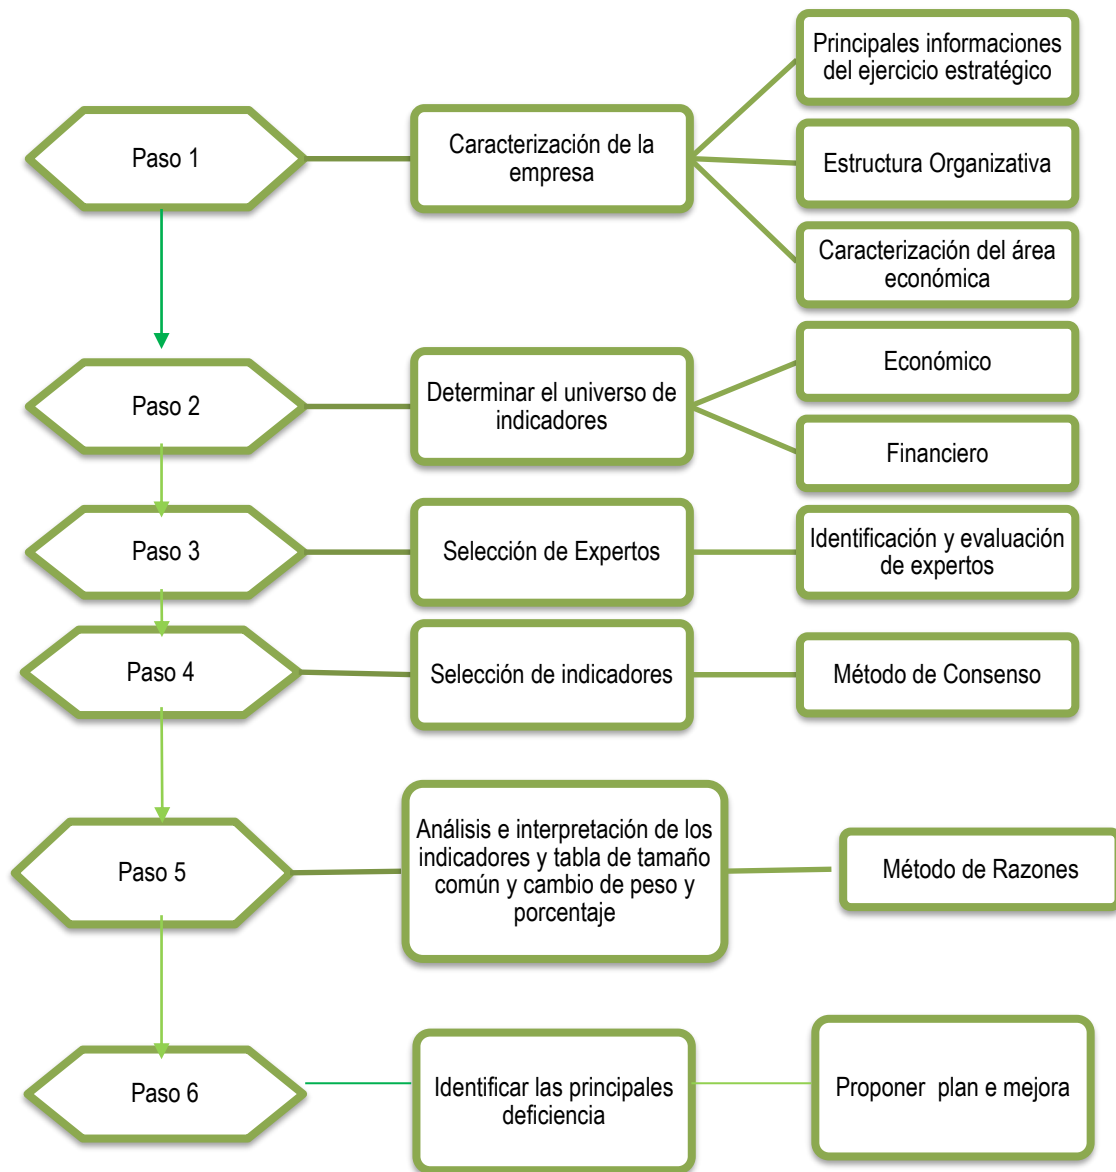 Paso 1
Caracterización de la
empresa
Principales informaciones
del ejercicio estratégico
Estructura Organizativa
Caracterización del área
económica
Paso 2
Determinar el universo de
indicadores
Económico
Financiero
Paso 3
Selección de Expertos
Identificación y evaluación
de expertos
Paso 4
Selección de indicadores
Método de Consenso
Paso 5
Análisis e interpretación de los
indicadores y tabla de tamaño
común y cambio de peso y
porcentaje
Método de Razones
Paso 6
Identificar las principales
deficiencia
Proponer plan e mejora